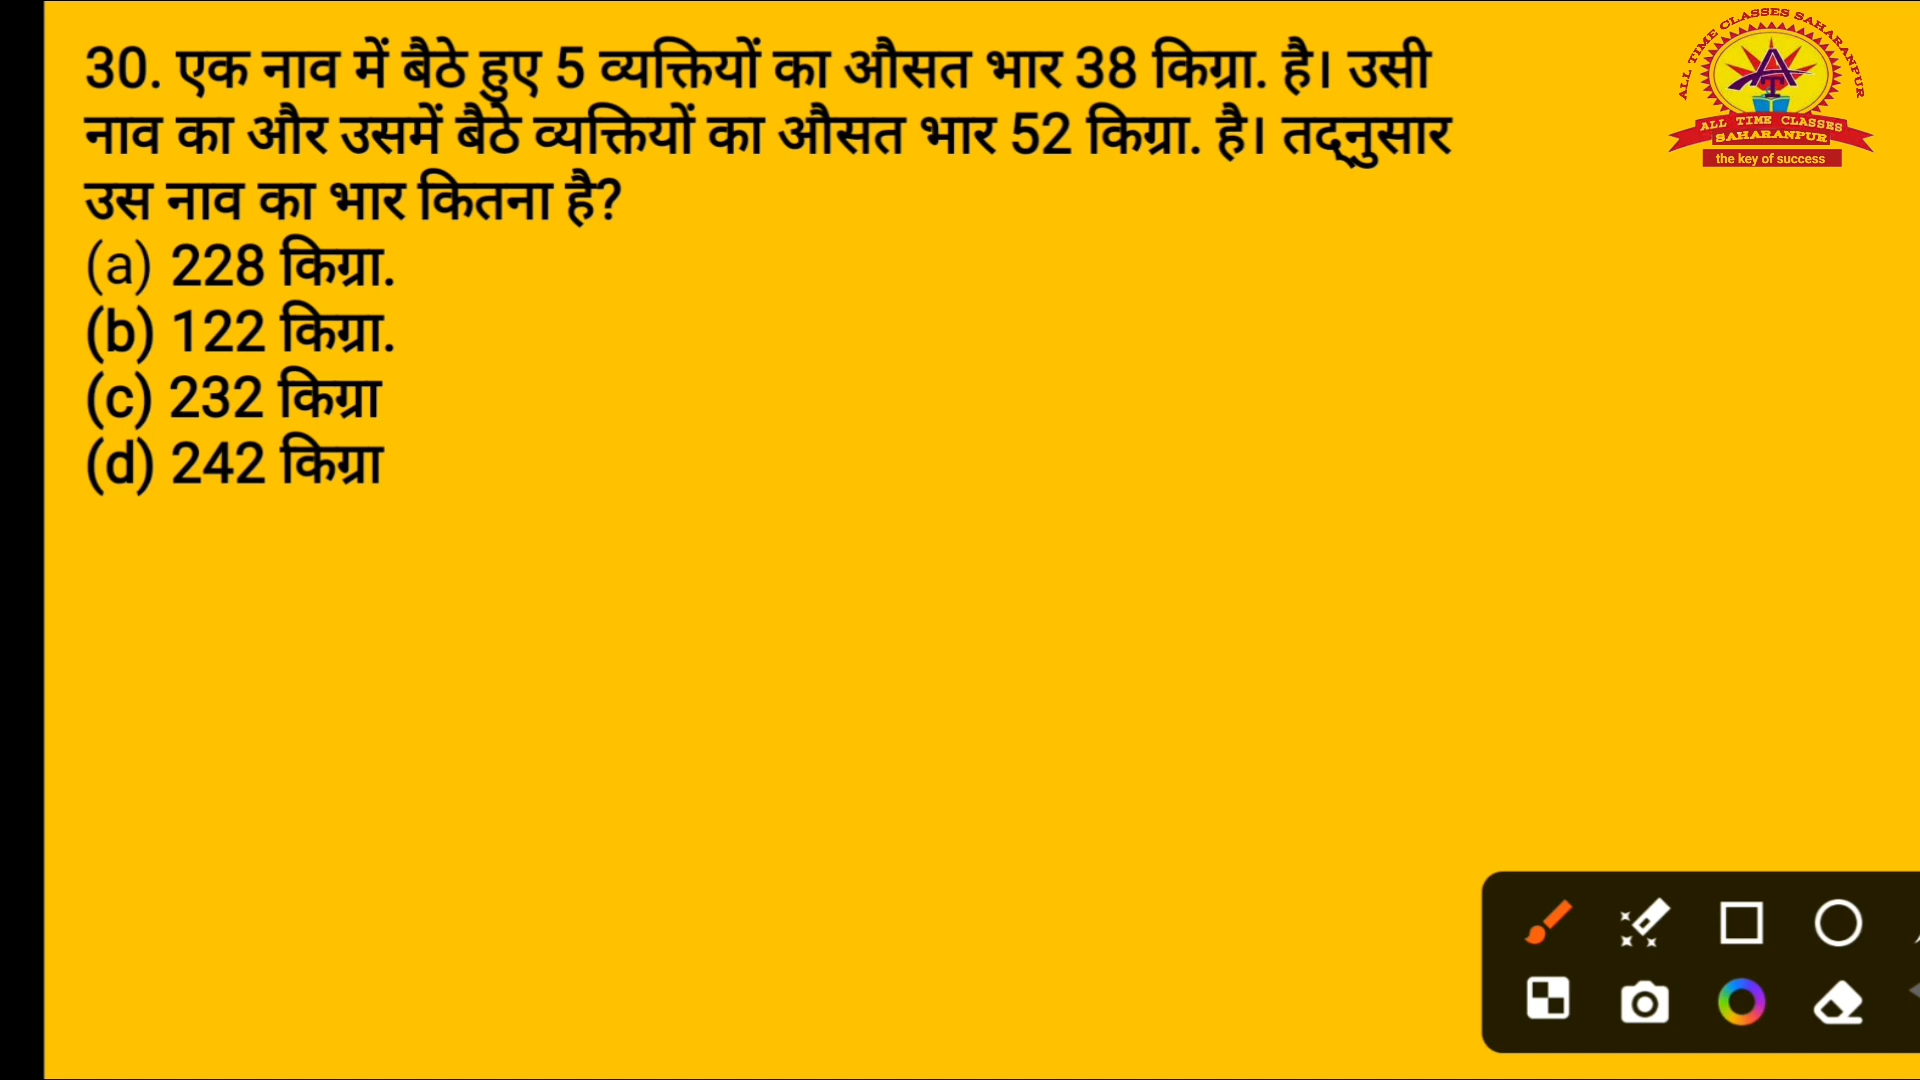 30. एक नाव में बैठे हुए 5 व्यक्तियों का औसत भार 38 किग्रा. है। उसी
नाव का और उसमें बैठे व्यक्तियों का औसत भार 52 किग्रा. है। तद्नुसार
उस नाव का भार कितना है?
(a) 228 किग्रा.
(b) 122 किग्रा.
(c) 232 किग्रा
(d) 242 किग्रा
ALL TIME CLASSES SAHARANPUR
AT
ALL TIME CLASSES
SAHARANPUR
the key of success